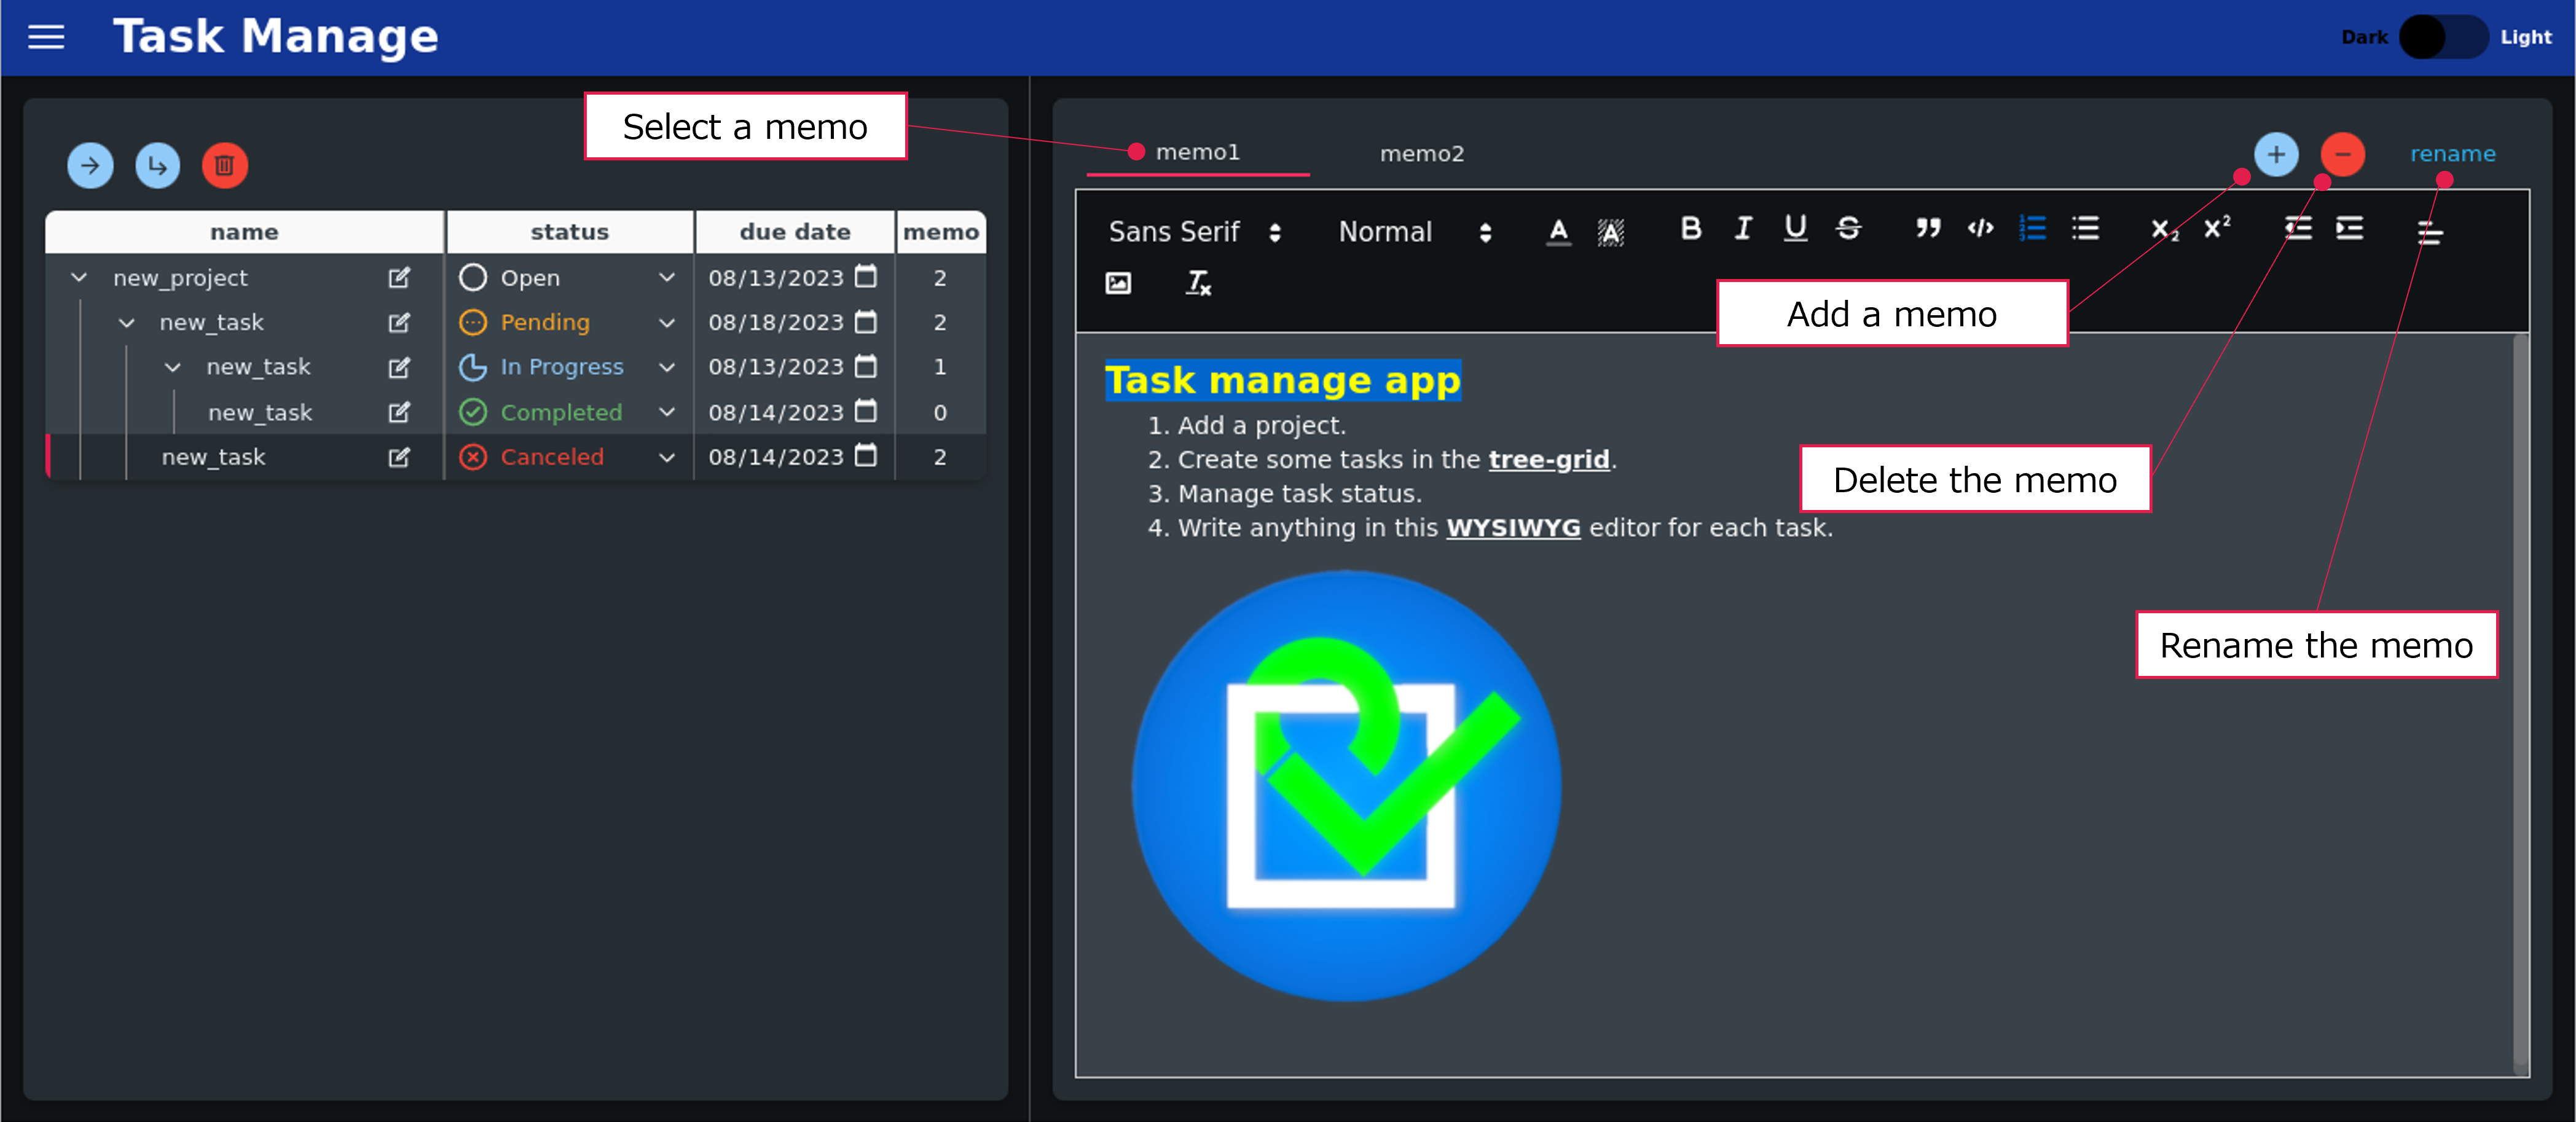 Task Manage
Dark Light
Select a memo
memo1 memo2 rename
name status due date memo
new_project Open 08/13/2023 2
new_task Pending 08/18/2023 2
new_task In Progress 08/13/2023 1
new_task Completed 08/14/2023 0
new_task Canceled 08/14/2023 2
Sans Serif Normal
Add a memo
Task manage app
1. Add a project.
2. Create some tasks in the tree-grid.
3. Manage task status.
4. Write anything in this WYSIWYG editor for each task.
Delete the memo
Rename the memo